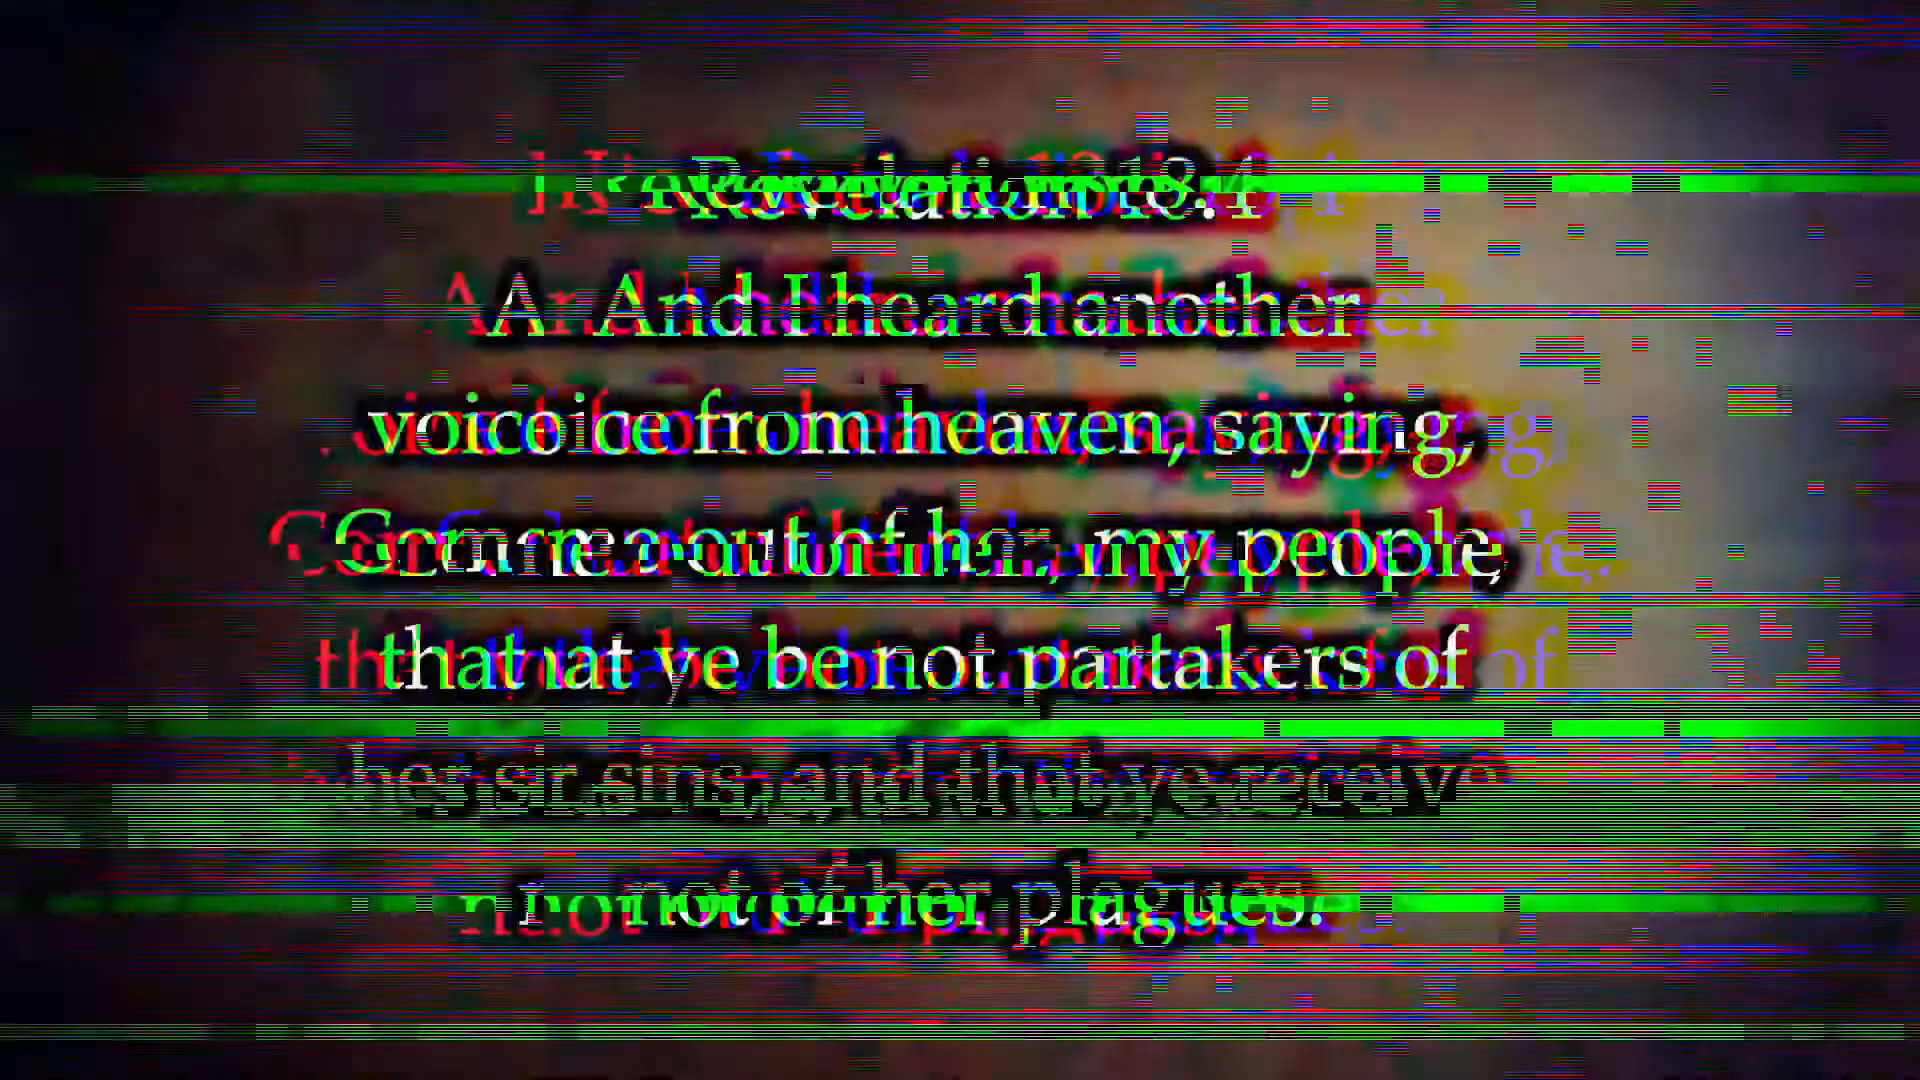 Revelation 18:4
And I heard another
voice from heaven, saying,
Come out of her, my people,
that ye be not partakers of
her sins, and that ye receive
not of her plagues.